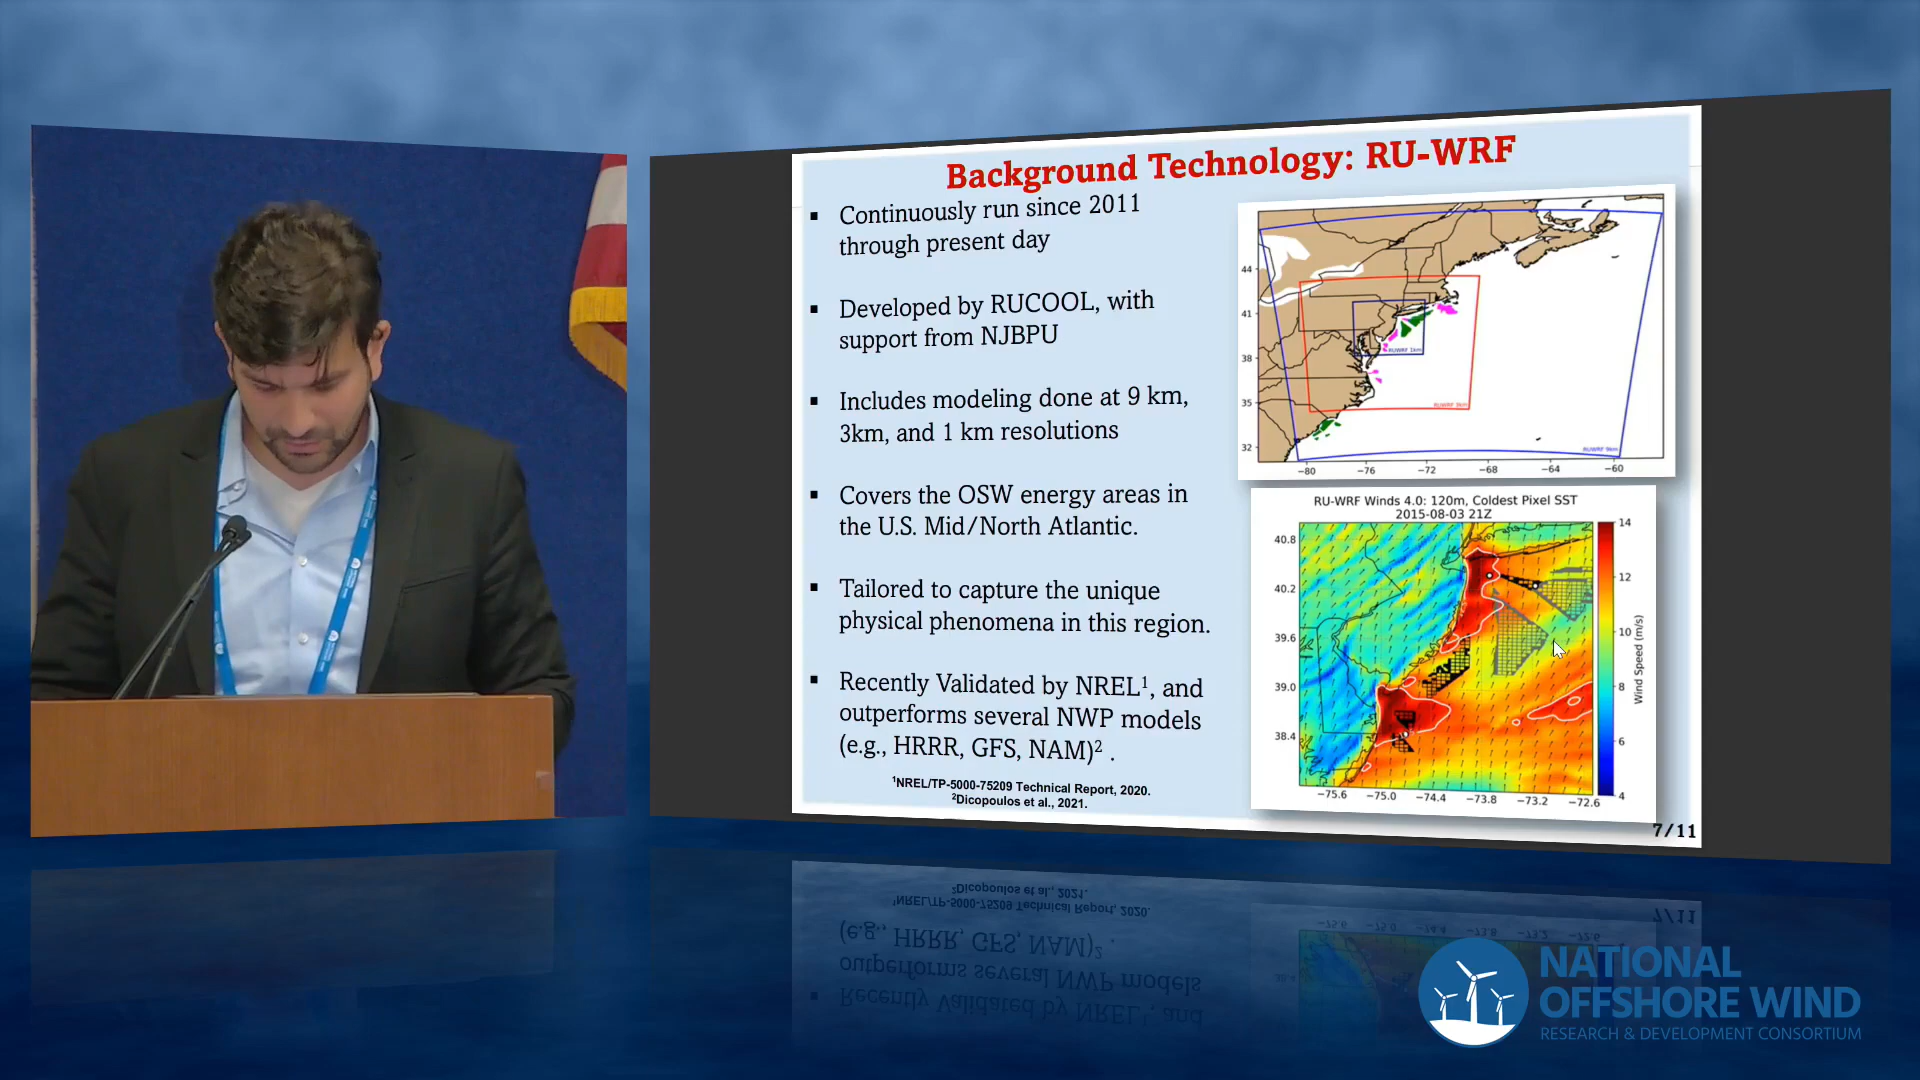 Background Technology: RU-WRF
▪ Continuously run since 2011
through present day
▪ Developed by RUCOOL, with
support from NJBPU
▪ Includes modeling done at 9 km,
3km, and 1 km resolutions
▪ Covers the OSW energy areas in
the U.S. Mid/North Atlantic.
▪ Tailored to capture the unique
physical phenomena in this region.
▪ Recently Validated by NREL¹, and
outperforms several NWP models
(e.g., HRRR, GFS, NAM)² .
¹NREL/TP-5000-75209 Technical Report, 2020.
²Dicopoulos et al., 2021.
44
41
38
35
32
−80 −76 −72 −68 −64 −60
RUWRF 1km
RUWRF 3km
RUWRF 9km
RU-WRF Winds 4.0: 120m, Coldest Pixel SST
2015-08-03 21Z
40.8
40.2
39.6
39.0
38.4
−75.6 −75.0 −74.4 −73.8 −73.2 −72.6
14
12
10
8
6
4
Wind Speed (m/s)
7/11
NATIONAL
OFFSHORE WIND
RESEARCH & DEVELOPMENT CONSORTIUM